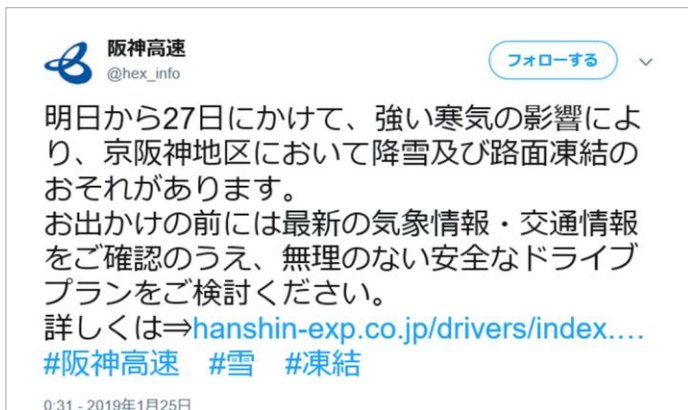 阪神高速
@hex_info
フォローする
明日から27日にかけて、強い寒気の影響によ
り、京阪神地区において降雪及び路面凍結の
おそれがあります。
お出かけの前には最新の気象情報・交通情報
をご確認のうえ、無理のない安全なドライブ
プランをご検討ください。
詳しくは⇒hanshin-exp.co.jp/drivers/index.…
#阪神高速 #雪 #凍結
0:31 - 2019年1月25日